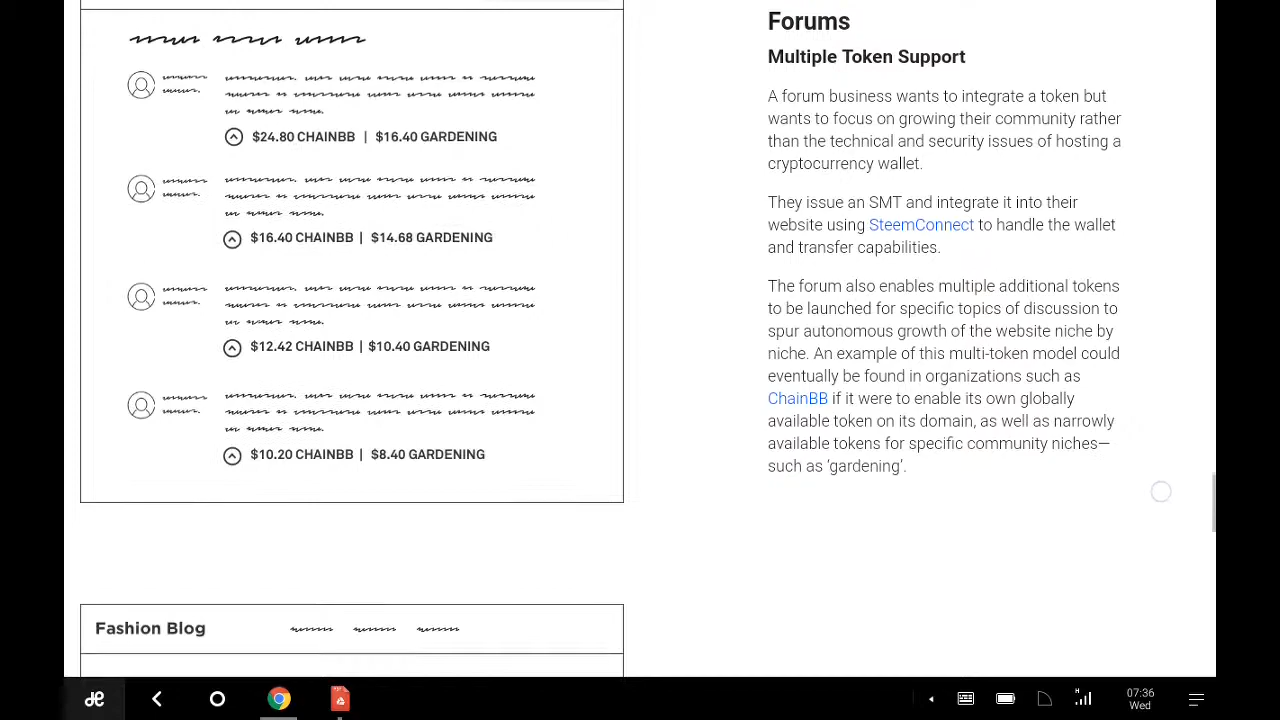 $24.80 CHAINBB | $16.40 GARDENING
$16.40 CHAINBB | $14.68 GARDENING
$12.42 CHAINBB | $10.40 GARDENING
$10.20 CHAINBB | $8.40 GARDENING
Fashion Blog
Forums
Multiple Token Support
A forum business wants to integrate a token but
wants to focus on growing their community rather
than the technical and security issues of hosting a
cryptocurrency wallet.
They issue an SMT and integrate it into their
website using SteemConnect to handle the wallet
and transfer capabilities.
The forum also enables multiple additional tokens
to be launched for specific topics of discussion to
spur autonomous growth of the website niche by
niche. An example of this multi-token model could
eventually be found in organizations such as
ChainBB if it were to enable its own globally
available token on its domain, as well as narrowly
available tokens for specific community niches—
such as ‘gardening’.
H
07:36
Wed